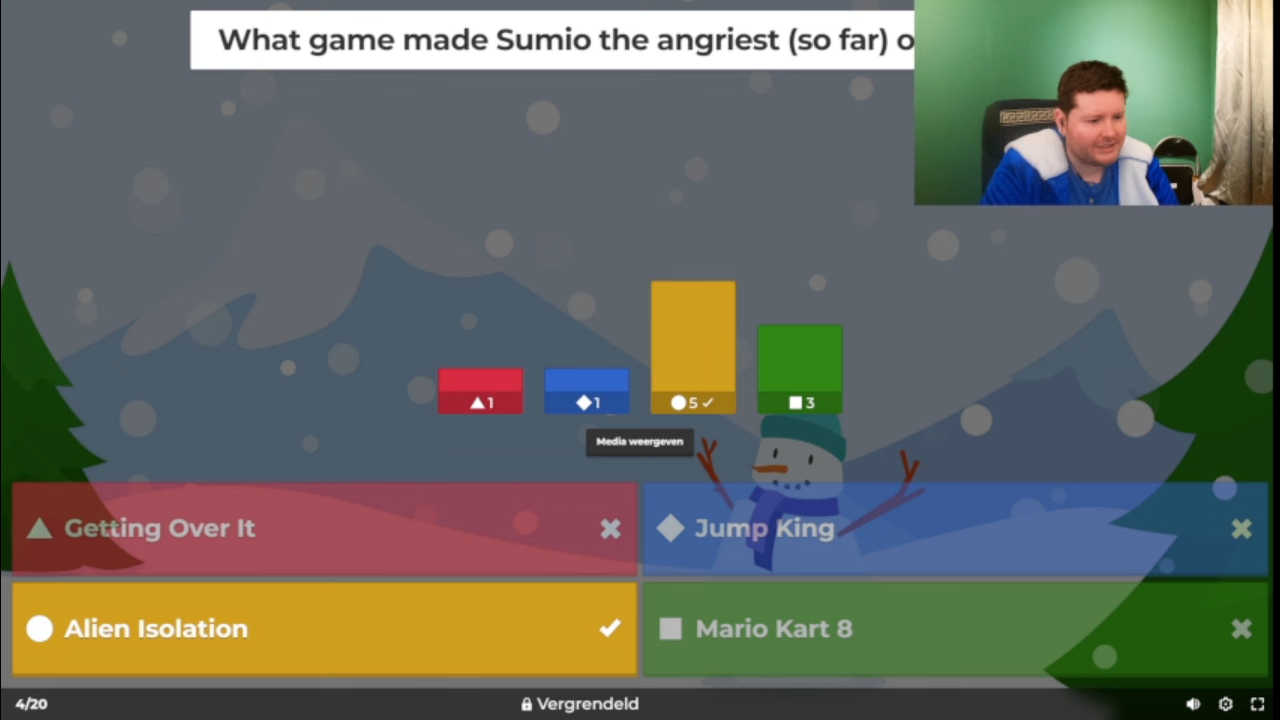 What game made Sumio the angriest (so far) o
1
1
5
3
Media weergeven
Getting Over It
Jump King
Alien Isolation
Mario Kart 8
4/20
Vergrendeld